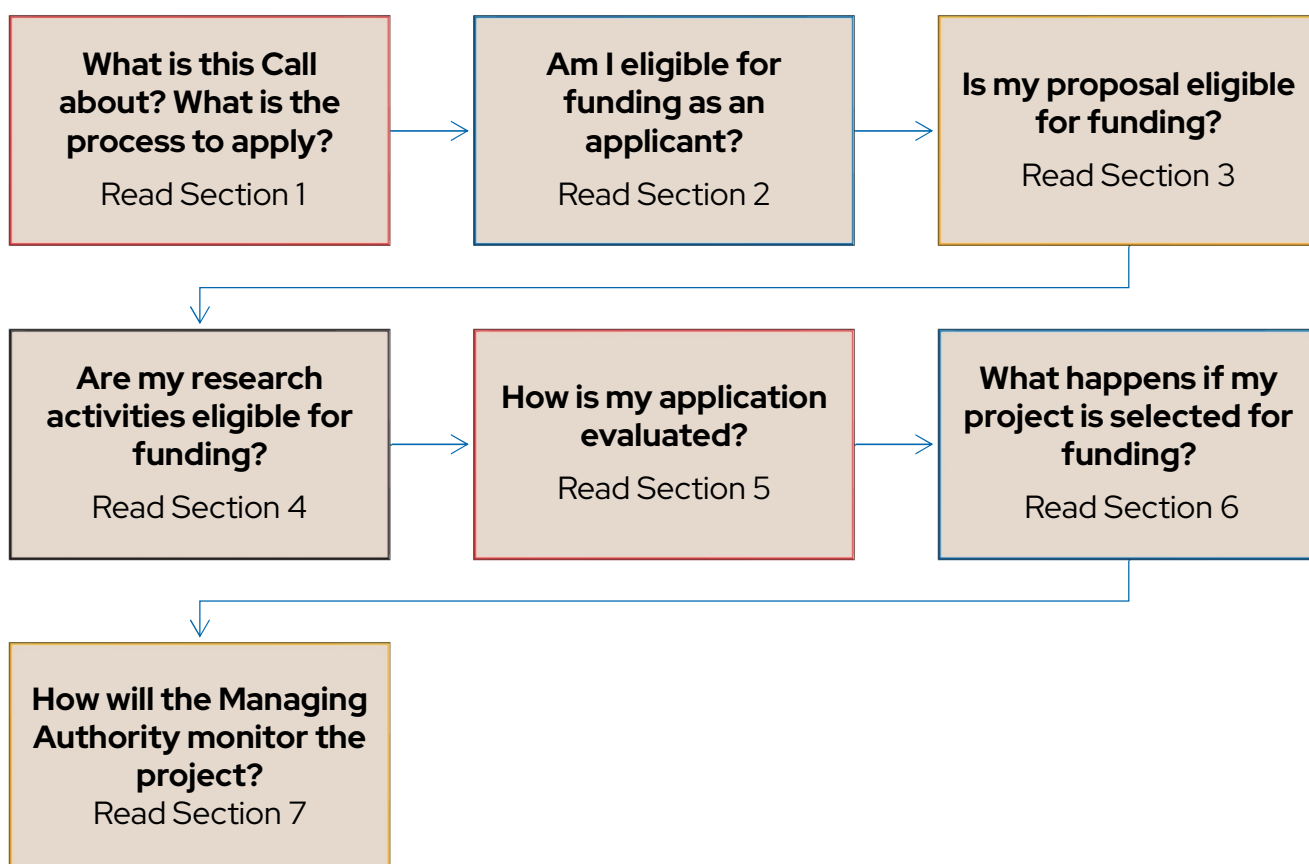 What is this Call
about? What is the
process to apply?
Read Section 1
Am I eligible for
funding as an
applicant?
Read Section 2
Is my proposal eligible
for funding?
Read Section 3
Are my research
activities eligible for
funding?
Read Section 4
How is my application
evaluated?
Read Section 5
What happens if my
project is selected for
funding?
Read Section 6
How will the Managing
Authority monitor the
project?
Read Section 7